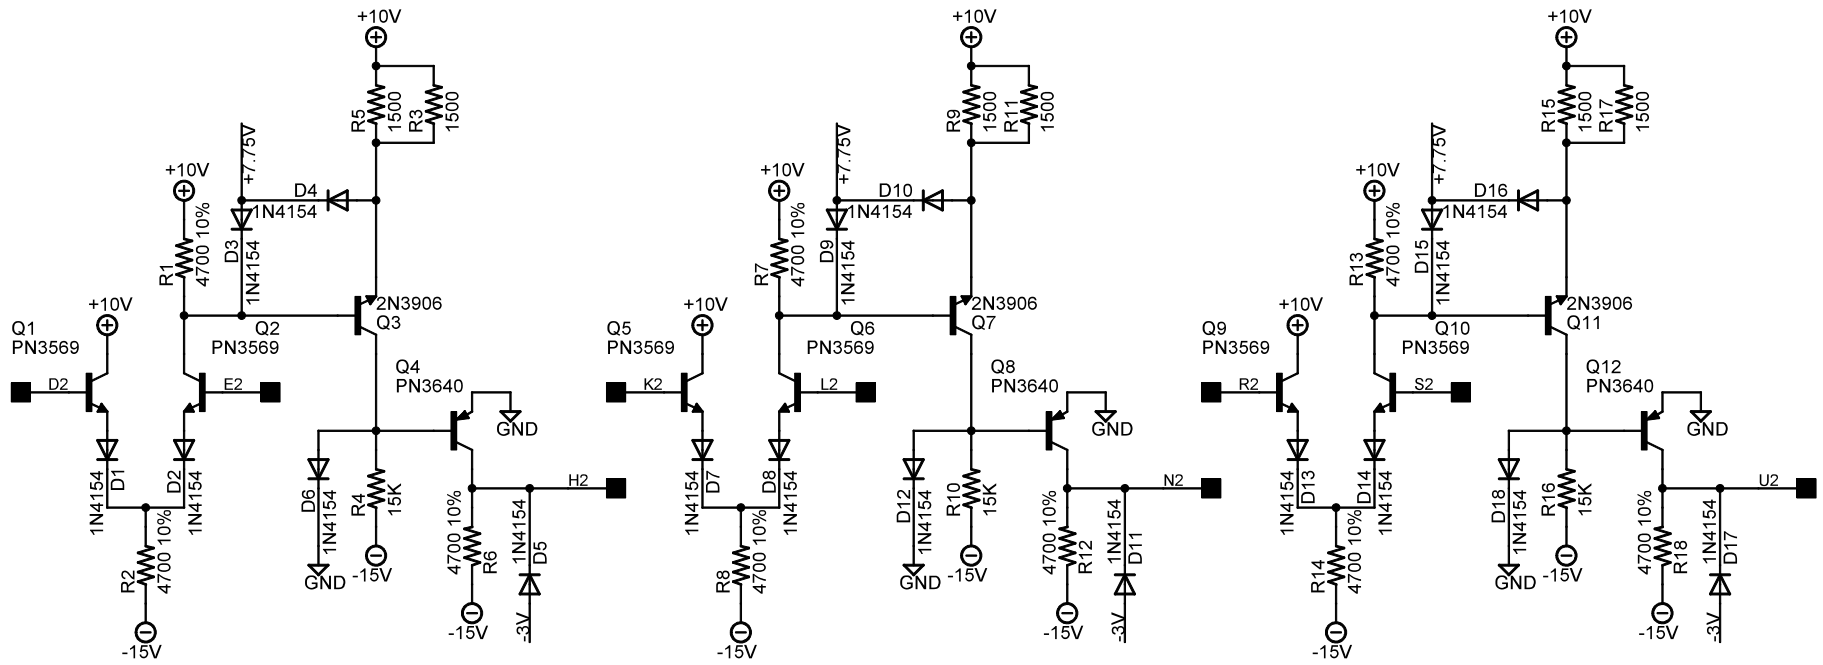 +10V
R5
1500
R3
1500
+7.75V
+10V
D4
1N4154
R1
4700 10%
D3
1N4154
+10V
2N3906
Q3
Q1
PN3569
Q2
PN3569
D2
E2
Q4
PN3640
GND
1N4154
D1
D2
1N4154
D6
1N4154
R4
15K
H2
R2
4700 10%
GND
-15V
4700 10%
R6
1N4154
D5
-15V
-15V
-3V
+10V
R9
1500
R11
1500
+7.75V
+10V
D10
1N4154
R7
4700 10%
D9
1N4154
+10V
2N3906
Q7
Q5
PN3569
Q6
PN3569
K2
L2
Q8
PN3640
GND
1N4154
D7
D8
1N4154
D12
1N4154
R10
15K
N2
R8
4700 10%
GND
-15V
4700 10%
R12
1N4154
D11
-15V
-15V
-3V
+10V
R15
1500
R17
1500
+7.75V
+10V
D16
1N4154
R13
4700 10%
D15
1N4154
+10V
2N3906
Q11
Q9
PN3569
Q10
PN3569
R2
S2
Q12
PN3640
GND
1N4154
D13
D14
1N4154
D18
1N4154
R16
15K
U2
R14
4700 10%
GND
-15V
4700 10%
R18
1N4154
D17
-15V
-15V
-3V